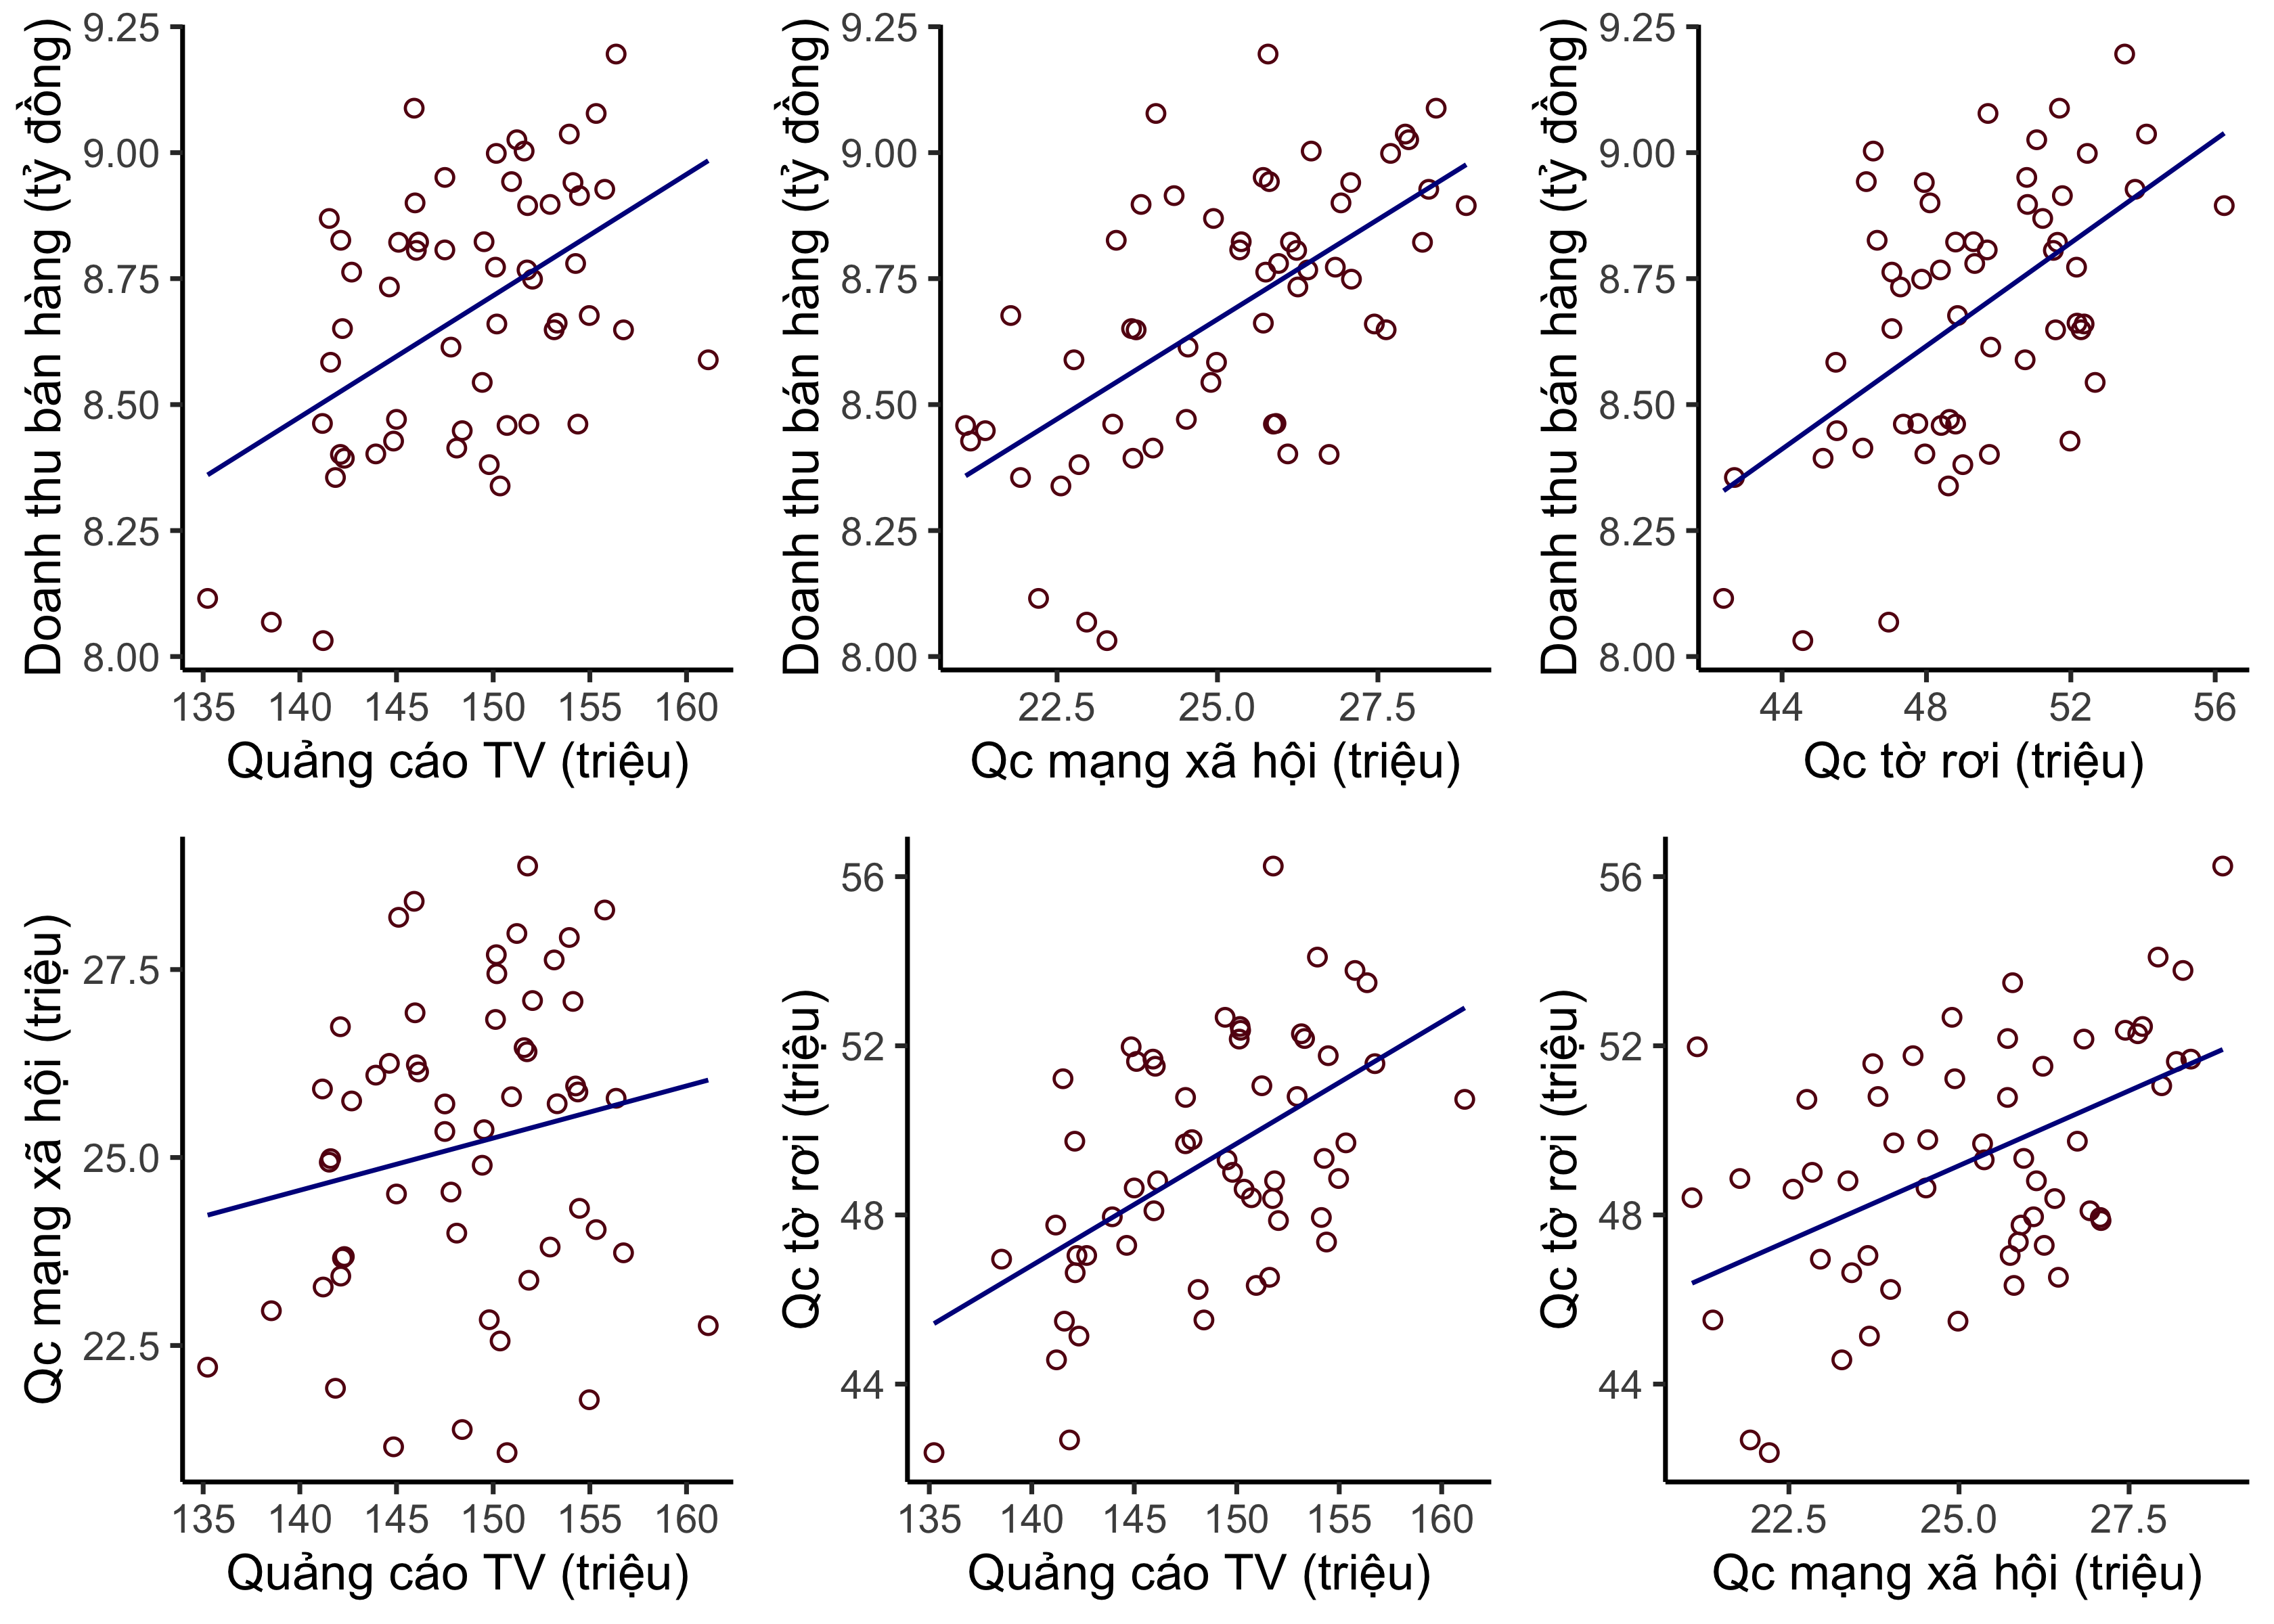 Doanh thu bán hàng (tỷ đồng)
9.25
9.00
8.75
8.50
8.25
8.00
135 140 145 150 155 160
Quảng cáo TV (triệu)
Doanh thu bán hàng (tỷ đồng)
9.25
9.00
8.75
8.50
8.25
8.00
22.5 25.0 27.5
Qc mạng xã hội (triệu)
Doanh thu bán hàng (tỷ đồng)
9.25
9.00
8.75
8.50
8.25
8.00
44 48 52 56
Qc tờ rơi (triệu)
Qc mạng xã hội (triệu)
27.5
25.0
22.5
135 140 145 150 155 160
Quảng cáo TV (triệu)
Qc tờ rơi (triệu)
56
52
48
44
135 140 145 150 155 160
Quảng cáo TV (triệu)
Qc tờ rơi (triệu)
56
52
48
44
22.5 25.0 27.5
Qc mạng xã hội (triệu)